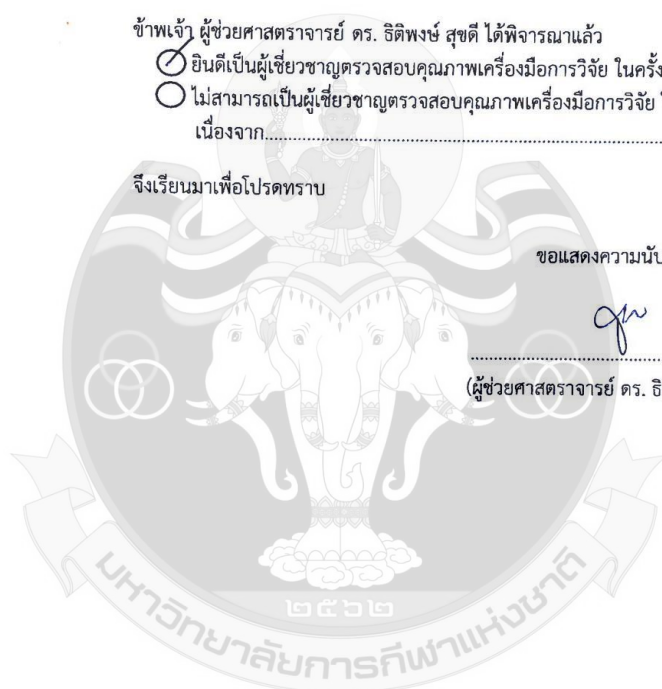 ข้าพเจ้า ผู้ช่วยศาสตราจารย์ ดร. ธิติพงษ์ สุขดี ได้พิจารณาแล้ว
ยินดีเป็นผู้เชี่ยวชาญตรวจสอบคุณภาพเครื่องมือการวิจัย ในครั้ง
ไม่สามารถเป็นผู้เชี่ยวชาญตรวจสอบคุณภาพเครื่องมือการวิจัย
เนื่องจาก................................................................
จึงเรียนมาเพื่อโปรดทราบ
ขอแสดงความนับ
(ผู้ช่วยศาสตราจารย์ ดร. ธิ
๒๕๖๒
มหาวิทยาลัยการกีฬาแห่งชาติ